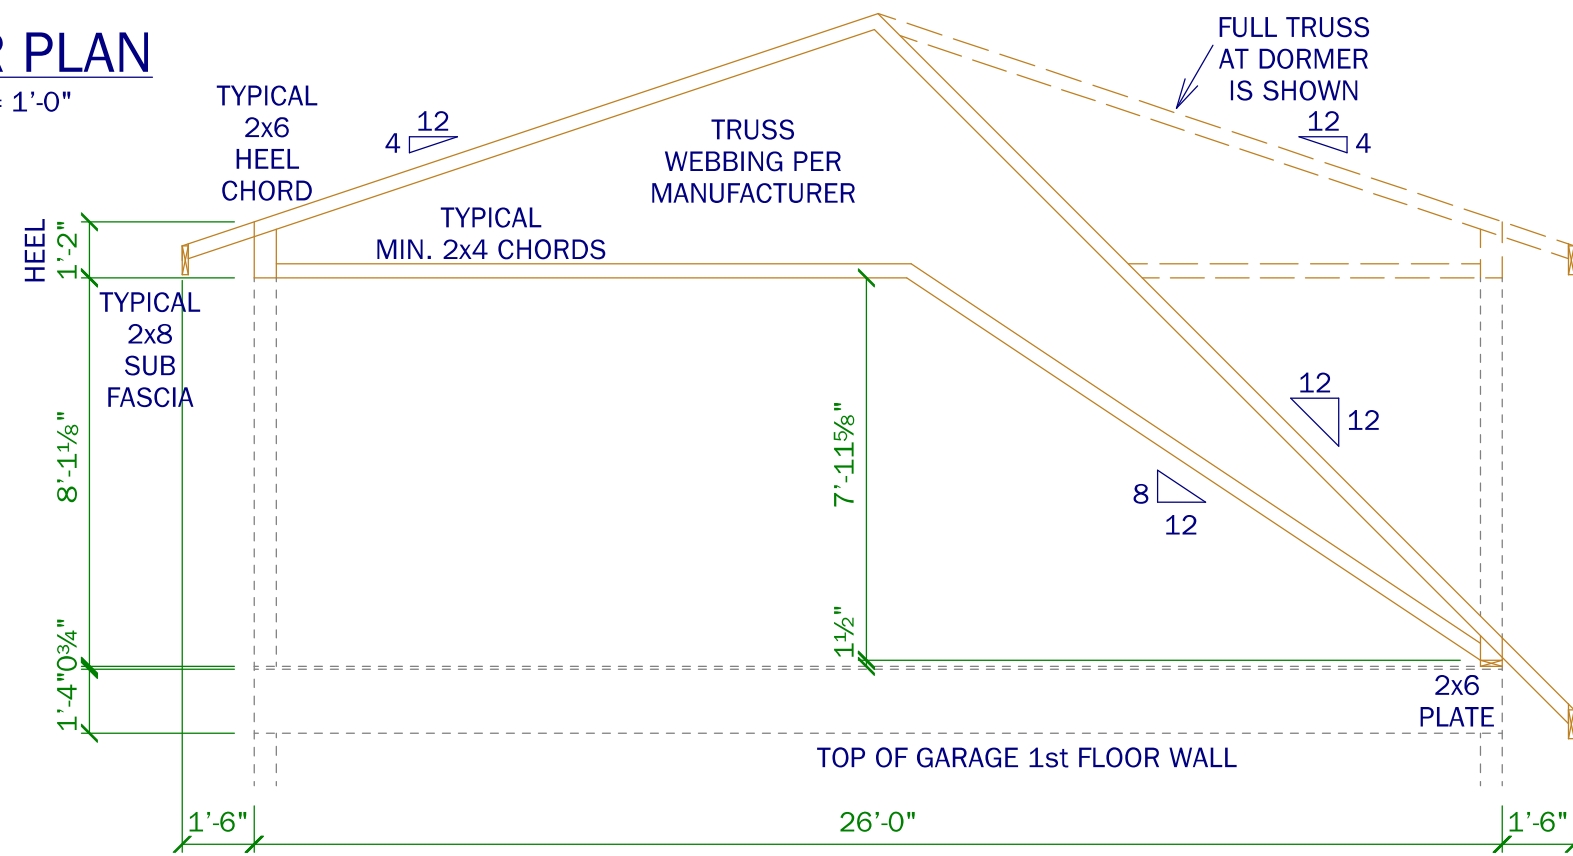 R PLAN
= 1'-0"
TYPICAL
2x6
HEEL
CHORD
12
4
TRUSS
WEBBING PER
MANUFACTURER
FULL TRUSS
AT DORMER
IS SHOWN
12
4
HEEL
1'-2"
TYPICAL
MIN. 2x4 CHORDS
TYPICAL
2x8
SUB
FASCIA
8'-1⅛"
7'-11⅝"
12
12
8
12
1½"
0¾"
1'-4"
2x6
PLATE
TOP OF GARAGE 1st FLOOR WALL
1'-6"
26'-0"
1'-6"